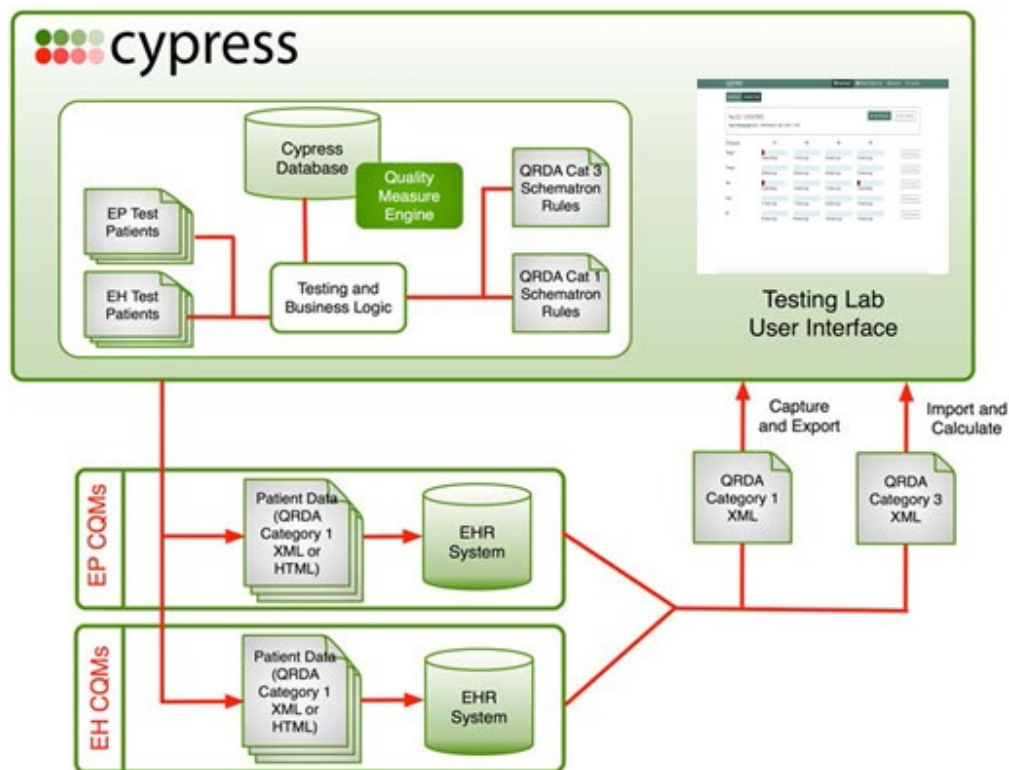 cypress
Cypress
Database
Quality
Measure
Engine
EP Test
Patients
EH Test
Patients
Testing and
Business Logic
QRDA Cat 3
Schematron
Rules
QRDA Cat 1
Schematron
Rules
Testing Lab
User Interface
Capture
and Export
Import and
Calculate
QRDA
Category 1
XML
QRDA
Category 3
XML
EP CQMs
Patient Data
(QRDA
Category 1
XML or
HTML)
EHR
System
EH CQMs
Patient Data
(QRDA
Category 1
XML or
HTML)
EHR
System